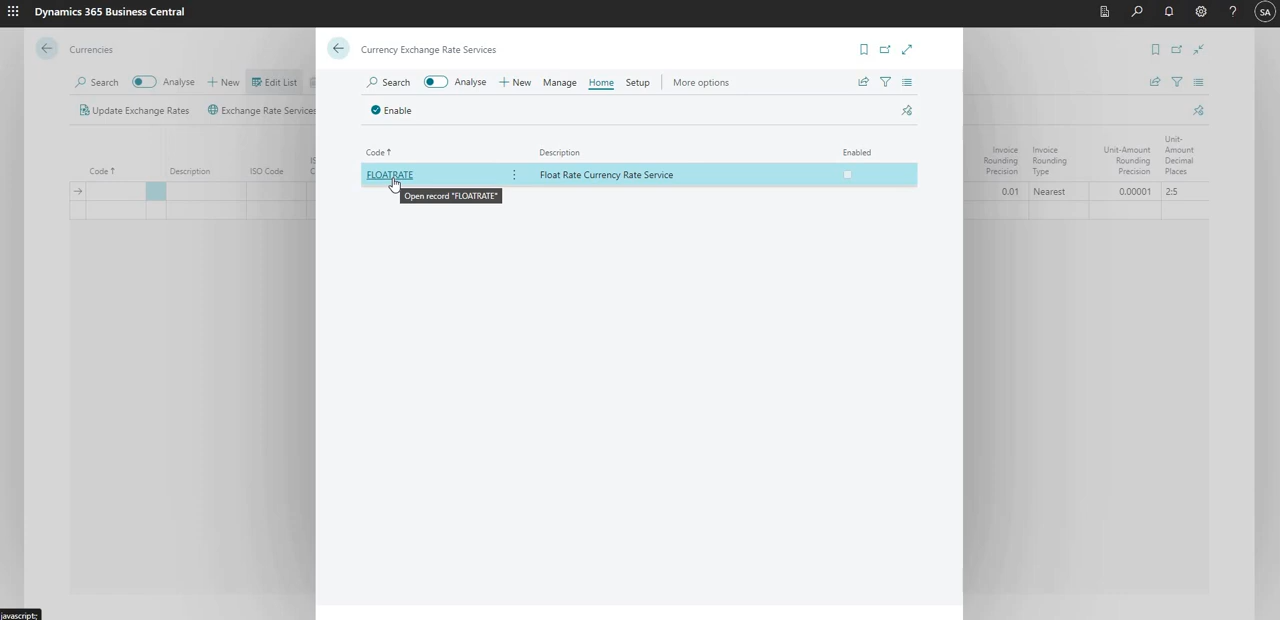 Dynamics 365 Business Central
SA
Currencies
Search Analyse + New Edit List
Update Exchange Rates Exchange Rate Services
Code ↑ Description ISO Code
Currency Exchange Rate Services
Search Analyse + New Manage Home Setup More options
Enable
Code ↑ Description Enabled
FLOATRATE Float Rate Currency Rate Service
Open record "FLOATRATE"
Invoice Rounding Precision
Invoice Rounding Type
Unit-Amount Rounding Precision
Unit-Amount Decimal Places
0.01 Nearest 0.00001 2:5
javascript:;